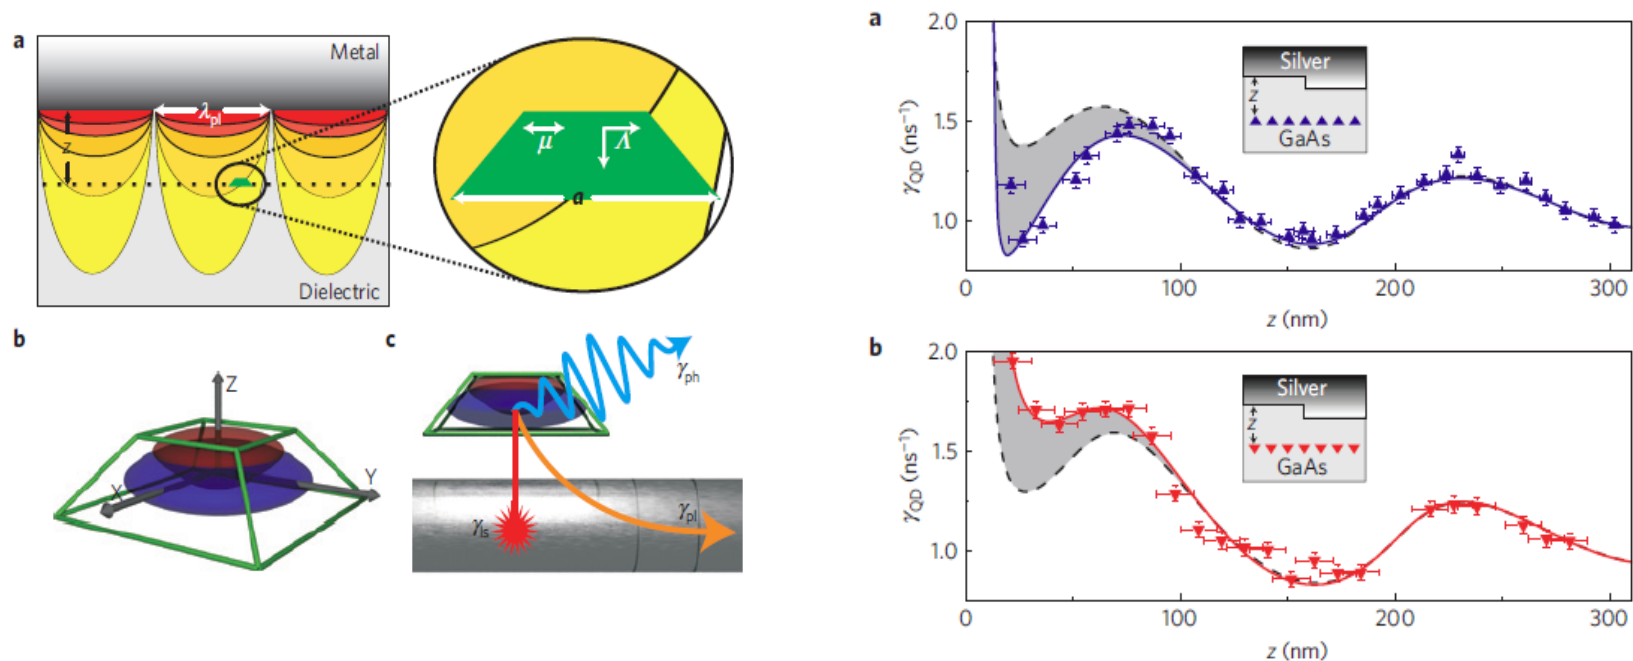 a
Metal
λpl
z
μ
Λ
a
Dielectric
b
Z
Y
X
c
γph
γpl
γls
a
2.0
1.5
1.0
γQD (ns⁻¹)
Silver
z
GaAs
0
100
200
300
z (nm)
b
2.0
1.5
1.0
γQD (ns⁻¹)
Silver
z
GaAs
0
100
200
300
z (nm)